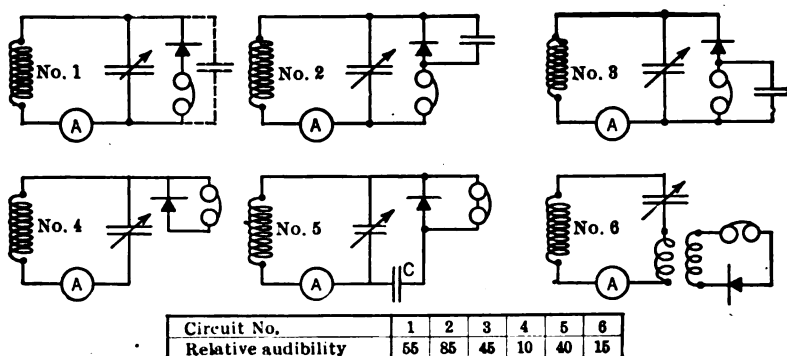 No. 1
No. 2
No. 3
A
A
A
No. 4
No. 5
No. 6
A
A
C
A
Circuit No. 1 2 3 4 5 6
Relative audibility 55 85 45 10 40 15